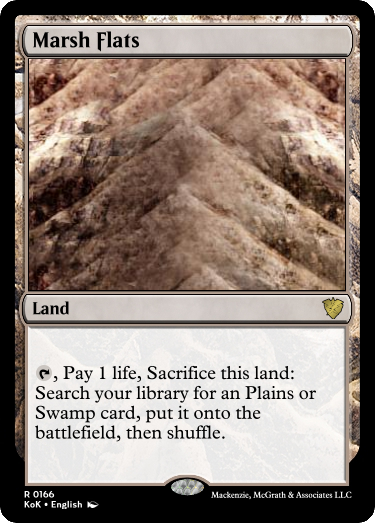 Marsh Flats
Land
, Pay 1 life, Sacrifice this land:
Search your library for an Plains or
Swamp card, put it onto the
battlefield, then shuffle.
R 0166
KoK • English
Mackenzie, McGrath & Associates LLC